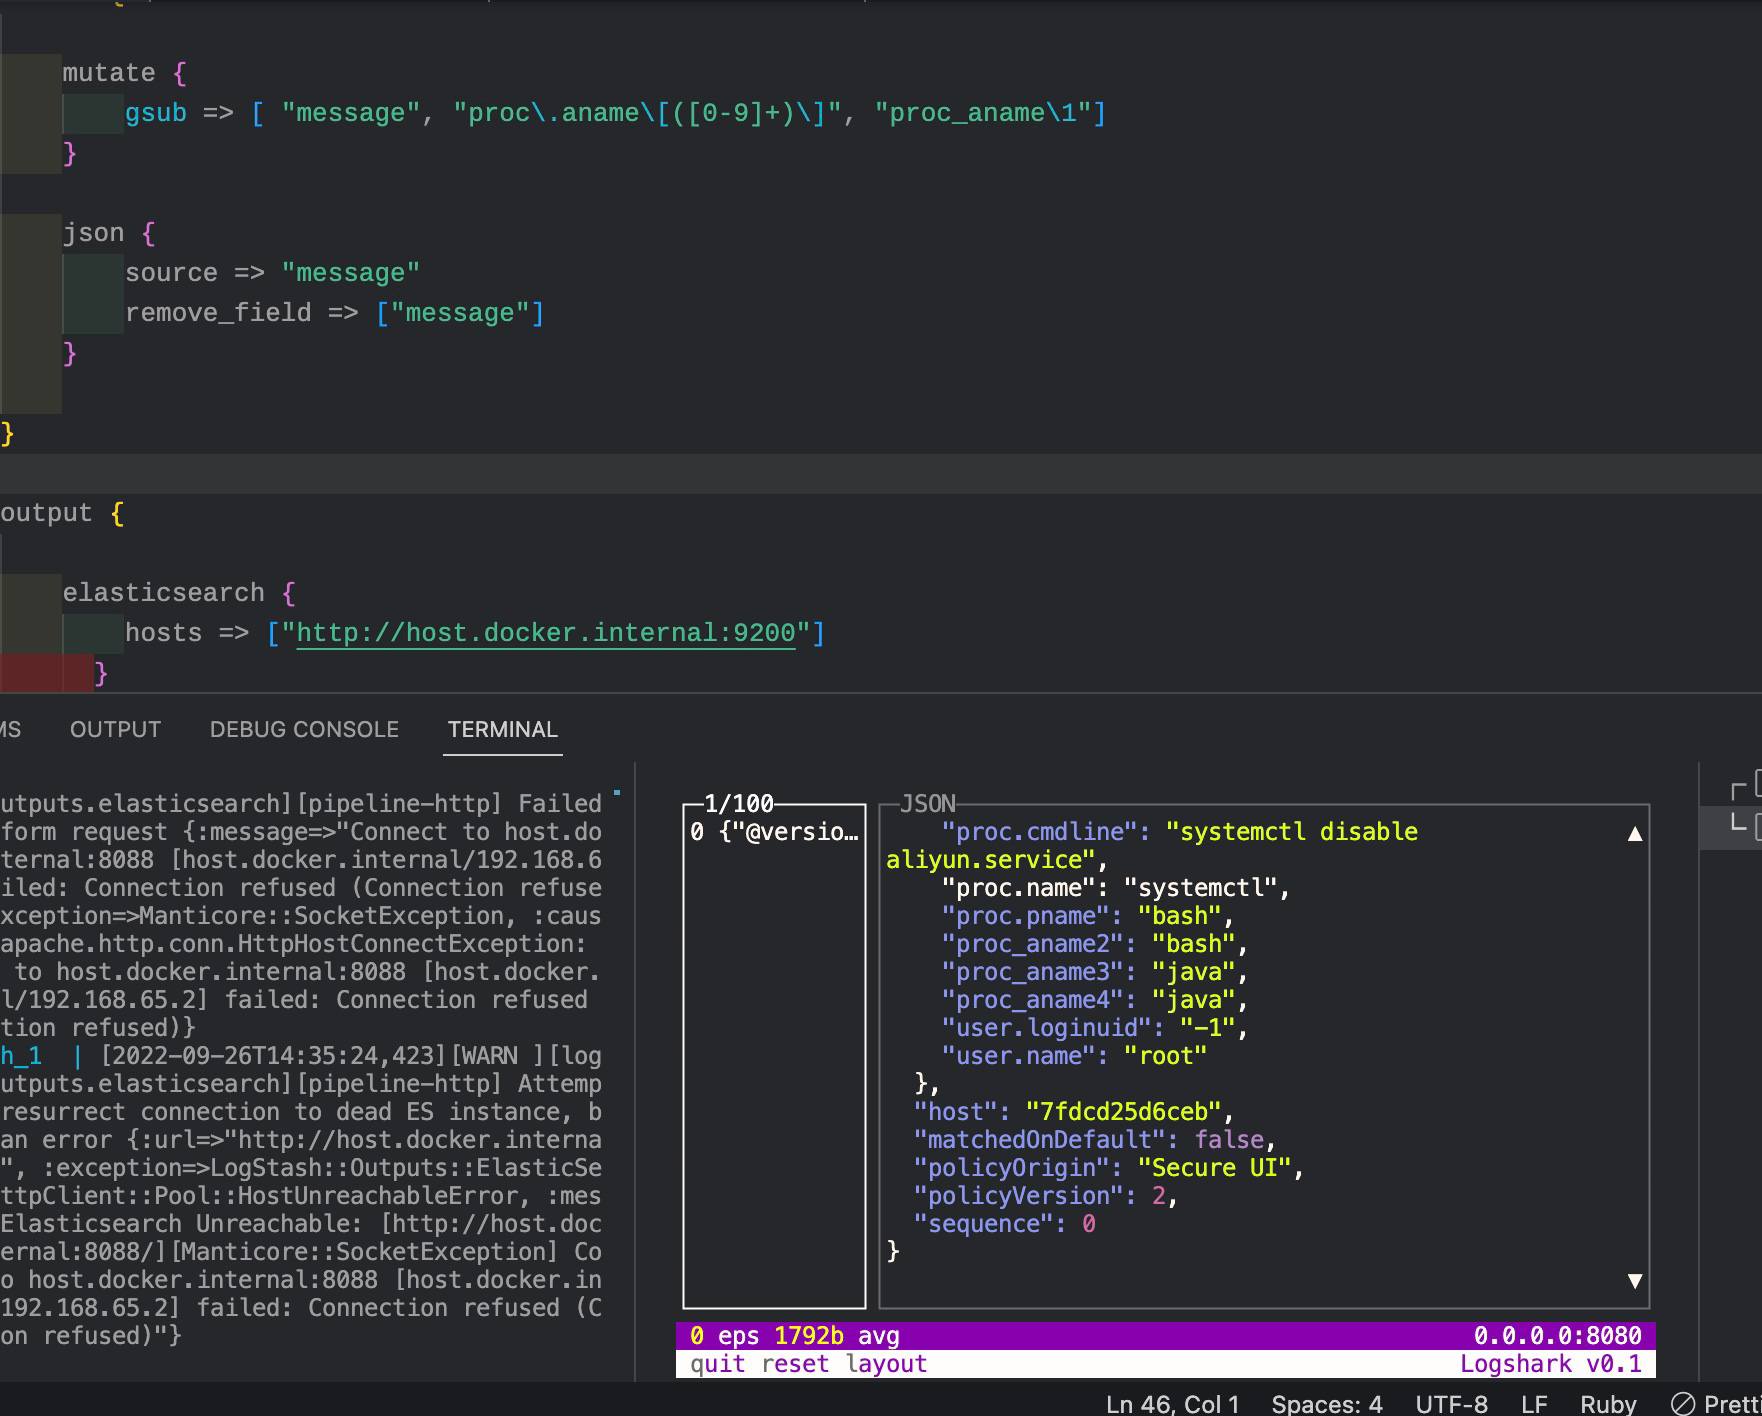 {
mutate {
gsub => [ "message", "proc\.aname\[([0-9]+)\]", "proc_aname\1"]
}
json {
source => "message"
remove_field => ["message"]
}
}
output {
elasticsearch {
hosts => ["http://host.docker.internal:9200"]
}
MS OUTPUT DEBUG CONSOLE TERMINAL
utputs.elasticsearch][pipeline-http] Failed
form request {:message=>"Connect to host.do
ternal:8088 [host.docker.internal/192.168.6
iled: Connection refused (Connection refuse
xception=>Manticore::SocketException, :caus
apache.http.conn.HttpHostConnectException:
to host.docker.internal:8088 [host.docker.
l/192.168.65.2] failed: Connection refused
tion refused)}
h_1 | [2022-09-26T14:35:24,423][WARN ][log
utputs.elasticsearch][pipeline-http] Attemp
resurrect connection to dead ES instance, b
an error {:url=>"http://host.docker.interna
", :exception=>LogStash::Outputs::ElasticSe
ttpClient::Pool::HostUnreachableError, :mes
Elasticsearch Unreachable: [http://host.doc
ernal:8088/][Manticore::SocketException] Co
o host.docker.internal:8088 [host.docker.in
192.168.65.2] failed: Connection refused (C
on refused)"}
1/100
0 {"@versio…
JSON
"proc.cmdline": "systemctl disable
aliyun.service",
"proc.name": "systemctl",
"proc.pname": "bash",
"proc_aname2": "bash",
"proc_aname3": "java",
"proc_aname4": "java",
"user.loginuid": "-1",
"user.name": "root"
},
"host": "7fdcd25d6ceb",
"matchedOnDefault": false,
"policyOrigin": "Secure UI",
"policyVersion": 2,
"sequence": 0
}
0 eps 1792b avg 0.0.0.0:8080
quit reset layout Logshark v0.1
Ln 46, Col 1 Spaces: 4 UTF-8 LF Ruby Pretti